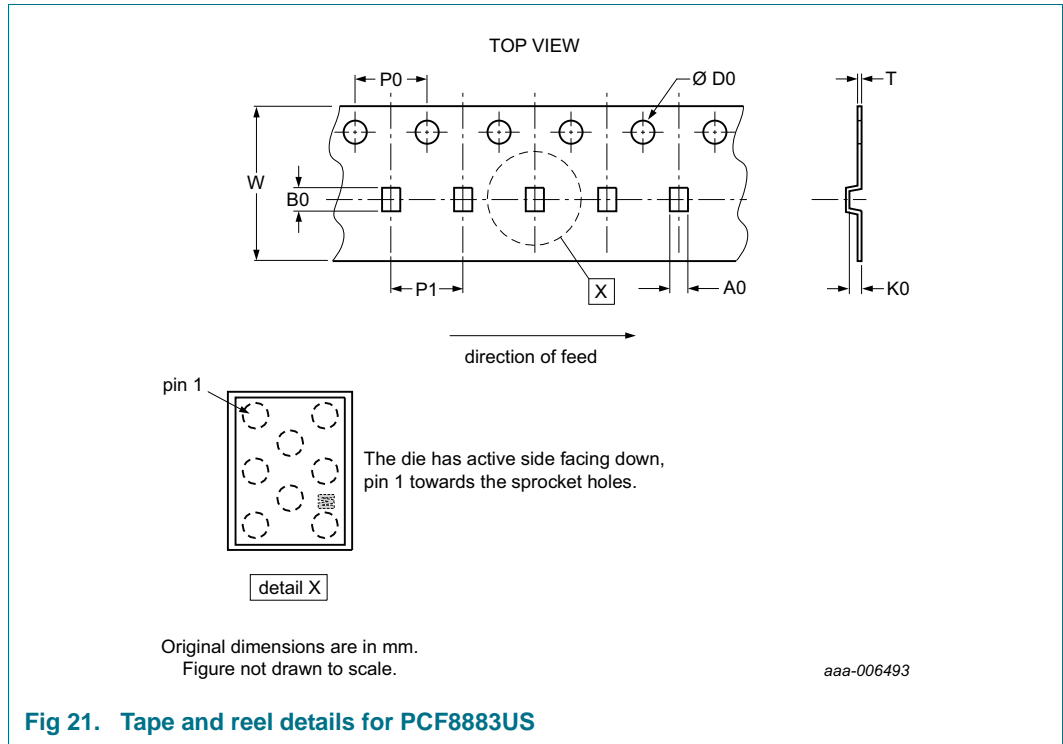 TOP VIEW
P0
Ø D0
T
W
B0
P1
X
A0
K0
direction of feed
pin 1
The die has active side facing down,
pin 1 towards the sprocket holes.
detail X
Original dimensions are in mm.
Figure not drawn to scale.
aaa-006493
Fig 21. Tape and reel details for PCF8883US